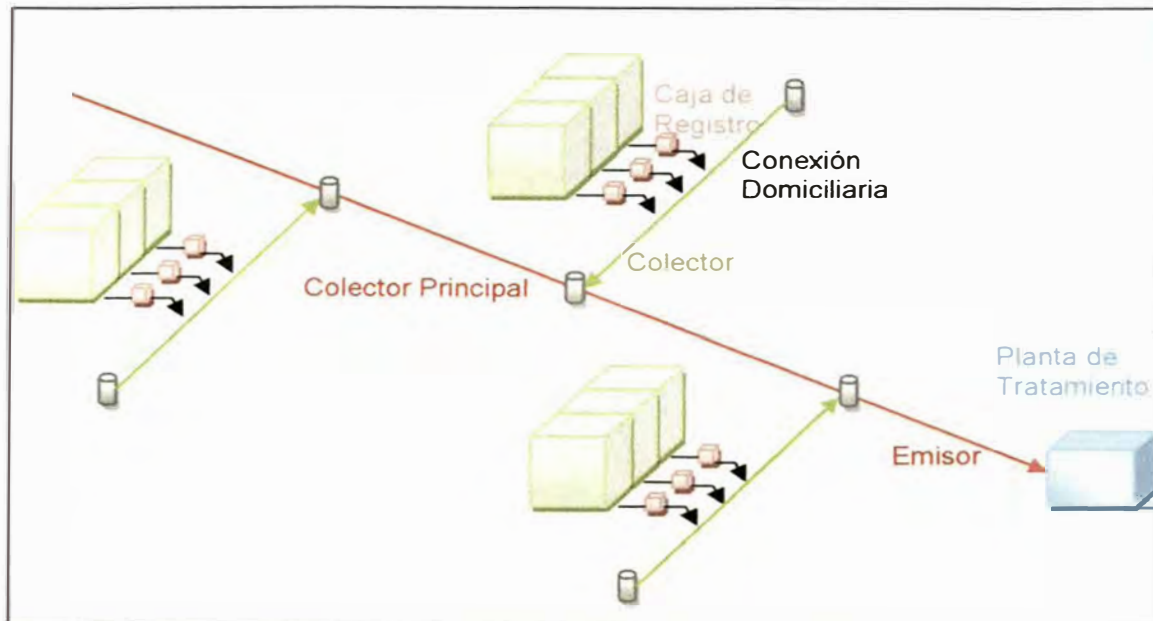 Caja de
Registro
Conexión
Domiciliaria
Colector
Colector Principal
Planta de
Tratamiento
Emisor